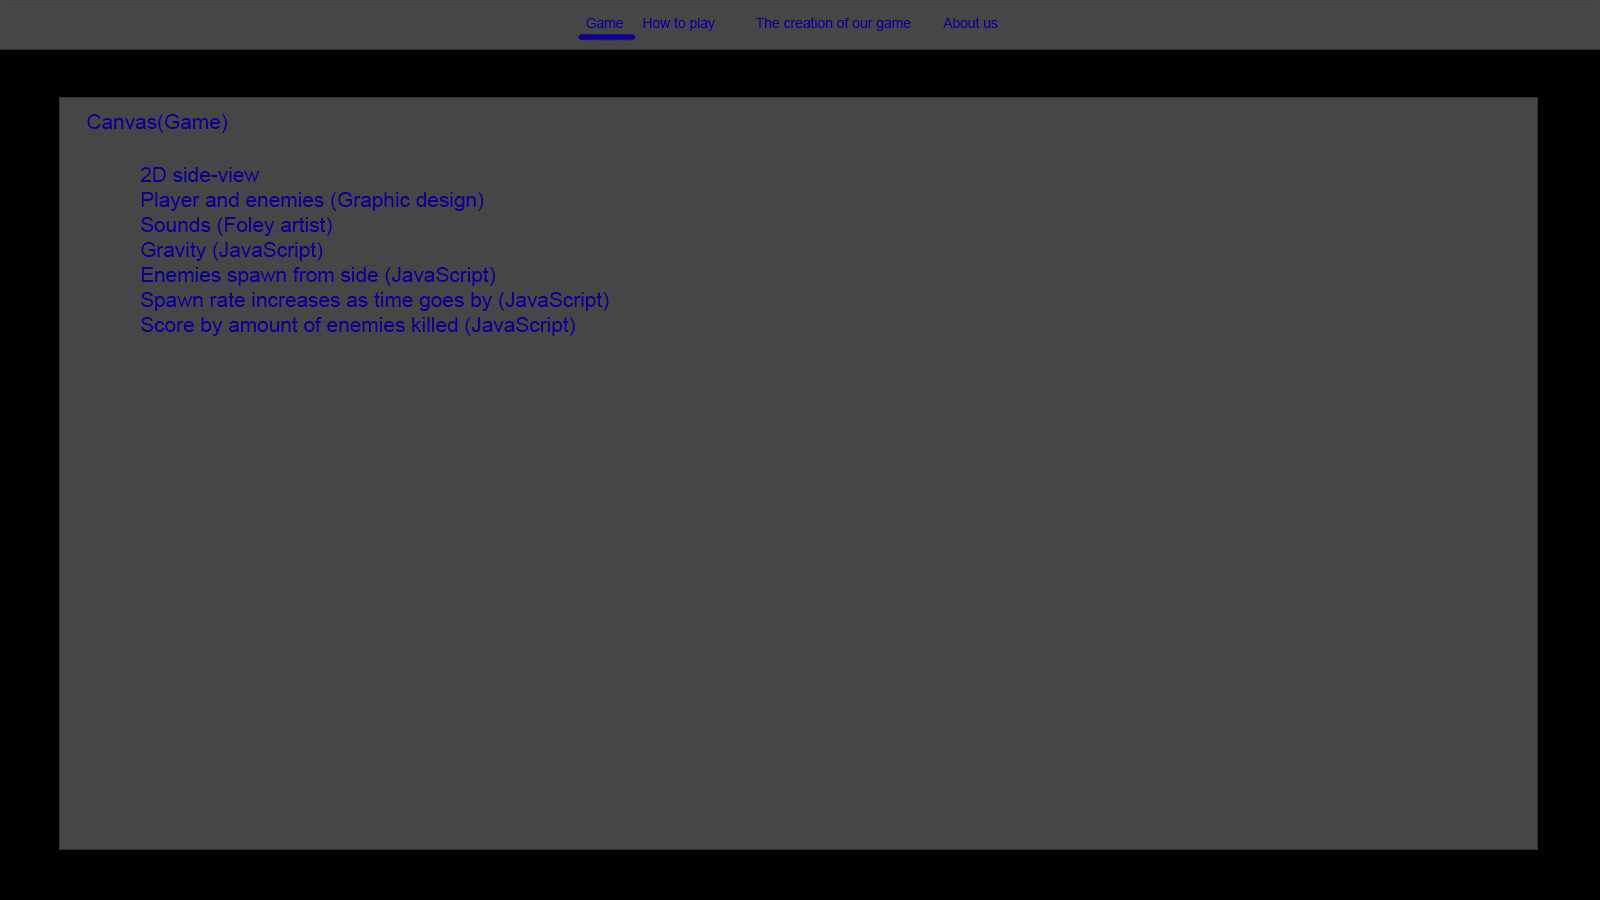 Game How to play The creation of our game About us
Canvas(Game)
2D side-view
Player and enemies (Graphic design)
Sounds (Foley artist)
Gravity (JavaScript)
Enemies spawn from side (JavaScript)
Spawn rate increases as time goes by (JavaScript)
Score by amount of enemies killed (JavaScript)